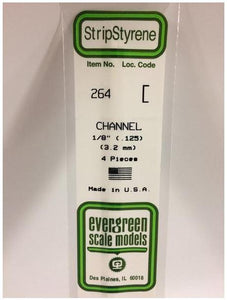 StripStyrene
Item No. Loc. Code
264
CHANNEL
1/8" (.125)
(3.2 mm)
4 Pieces
Made in U.S.A.
evergreen
scale models
Des Plaines, IL 60018